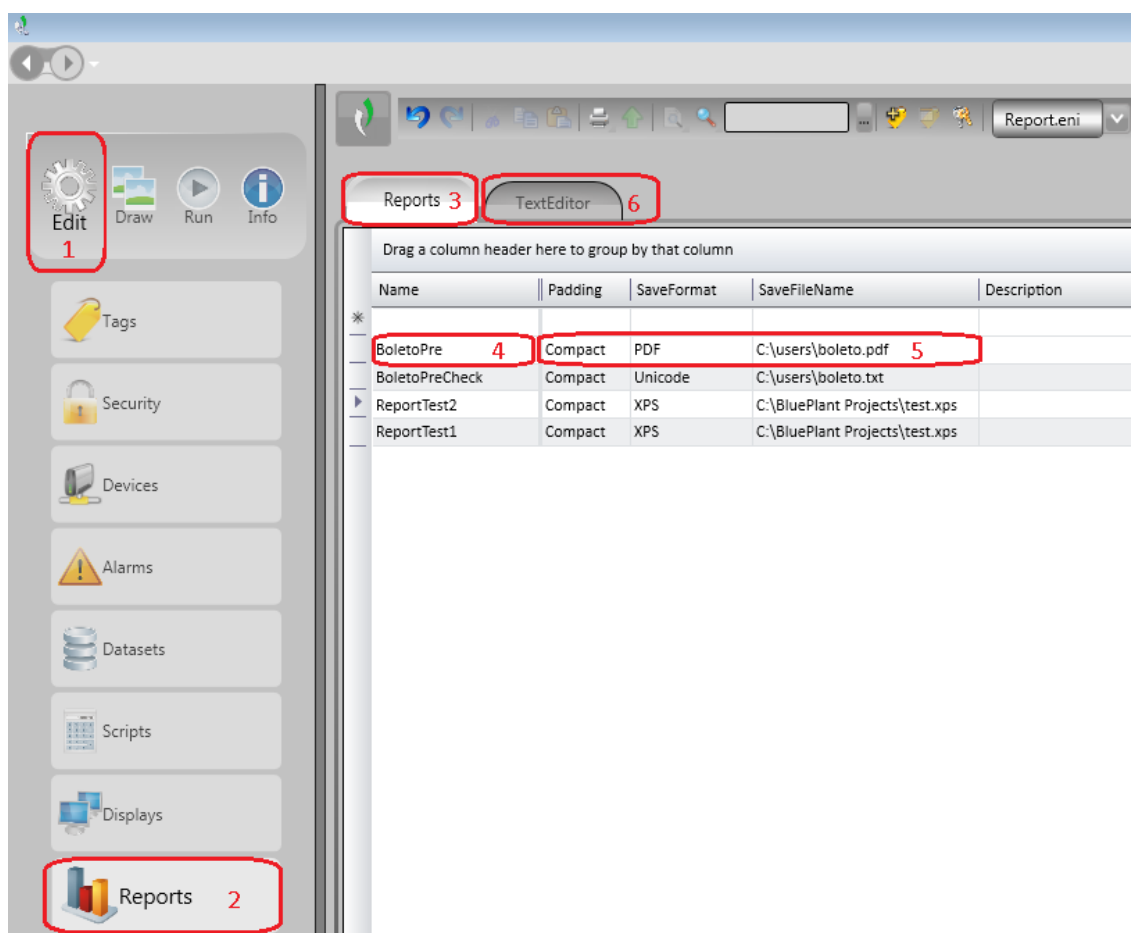 Report.eni
Edit Draw Run Info
1
Reports 3 TextEditor 6
Drag a column header here to group by that column
Name Padding SaveFormat SaveFileName Description
BoletoPre 4 Compact PDF C:\users\boleto.pdf 5
BoletoPreCheck Compact Unicode C:\users\boleto.txt
ReportTest2 Compact XPS C:\BluePlant Projects\test.xps
ReportTest1 Compact XPS C:\BluePlant Projects\test.xps
Tags
Security
Devices
Alarms
Datasets
Scripts
Displays
Reports 2